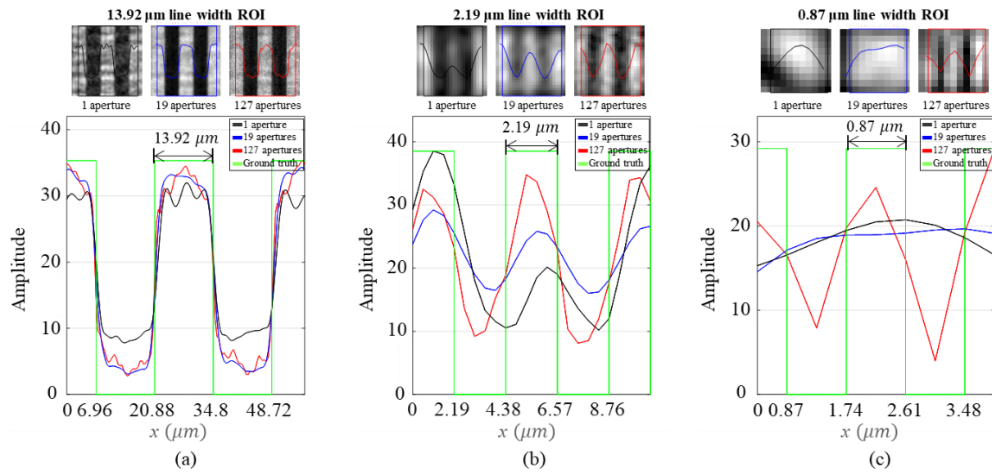 13.92 µm line width ROI
1 aperture
19 apertures
127 apertures
40
30
20
10
0
Amplitude
13.92 µm
1 aperture
19 apertures
127 apertures
Ground truth
0 6.96 20.88 34.8 48.72
x (µm)
(a)
2.19 µm line width ROI
1 aperture
19 apertures
127 apertures
40
30
20
10
0
Amplitude
2.19 µm
1 aperture
19 apertures
127 apertures
Ground truth
0 2.19 4.38 6.57 8.76
x (µm)
(b)
0.87 µm line width ROI
1 aperture
19 apertures
127 apertures
30
20
10
0
Amplitude
0.87 µm
1 aperture
19 apertures
127 apertures
Ground truth
0 0.87 1.74 2.61 3.48
x (µm)
(c)